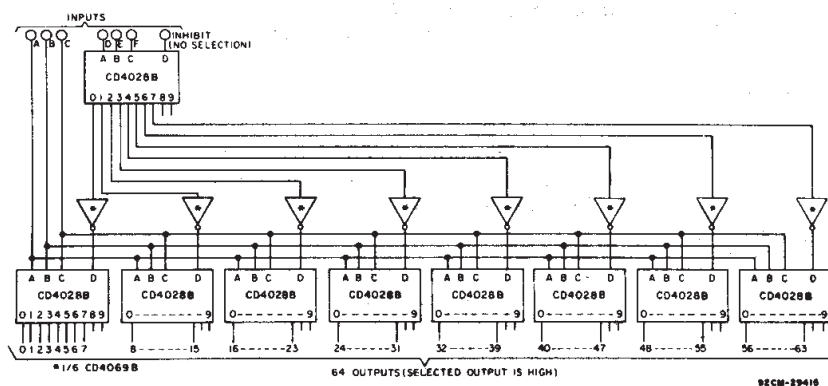 INPUTS
A B C D E F INHIBIT
(NO SELECTION)
A B C D
CD4028B
0 1 2 3 4 5 6 7 8 9
* * * * * * * *
A B C D A B C D A B C D A B C D A B C D A B C D A B C D A B C D
CD4028B CD4028B CD4028B CD4028B CD4028B CD4028B CD4028B CD4028B
0 1 2 3 4 5 6 7 8 9 0--------9 0--------9 0--------9 0--------9 0--------9 0--------9 0--------9
0 1 2 3 4 5 6 7 8------15 16------23 24------31 32------39 40------47 48------55 56------63
*1/6 CD4069B
64 OUTPUTS (SELECTED OUTPUT IS HIGH)
92CM-29416